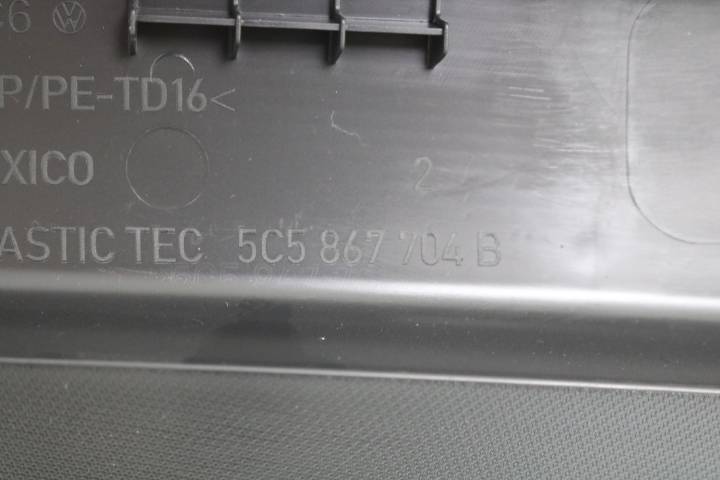 P/PE-TD16<
XICO
2
ASTIC TEC 5C5 867 704 B